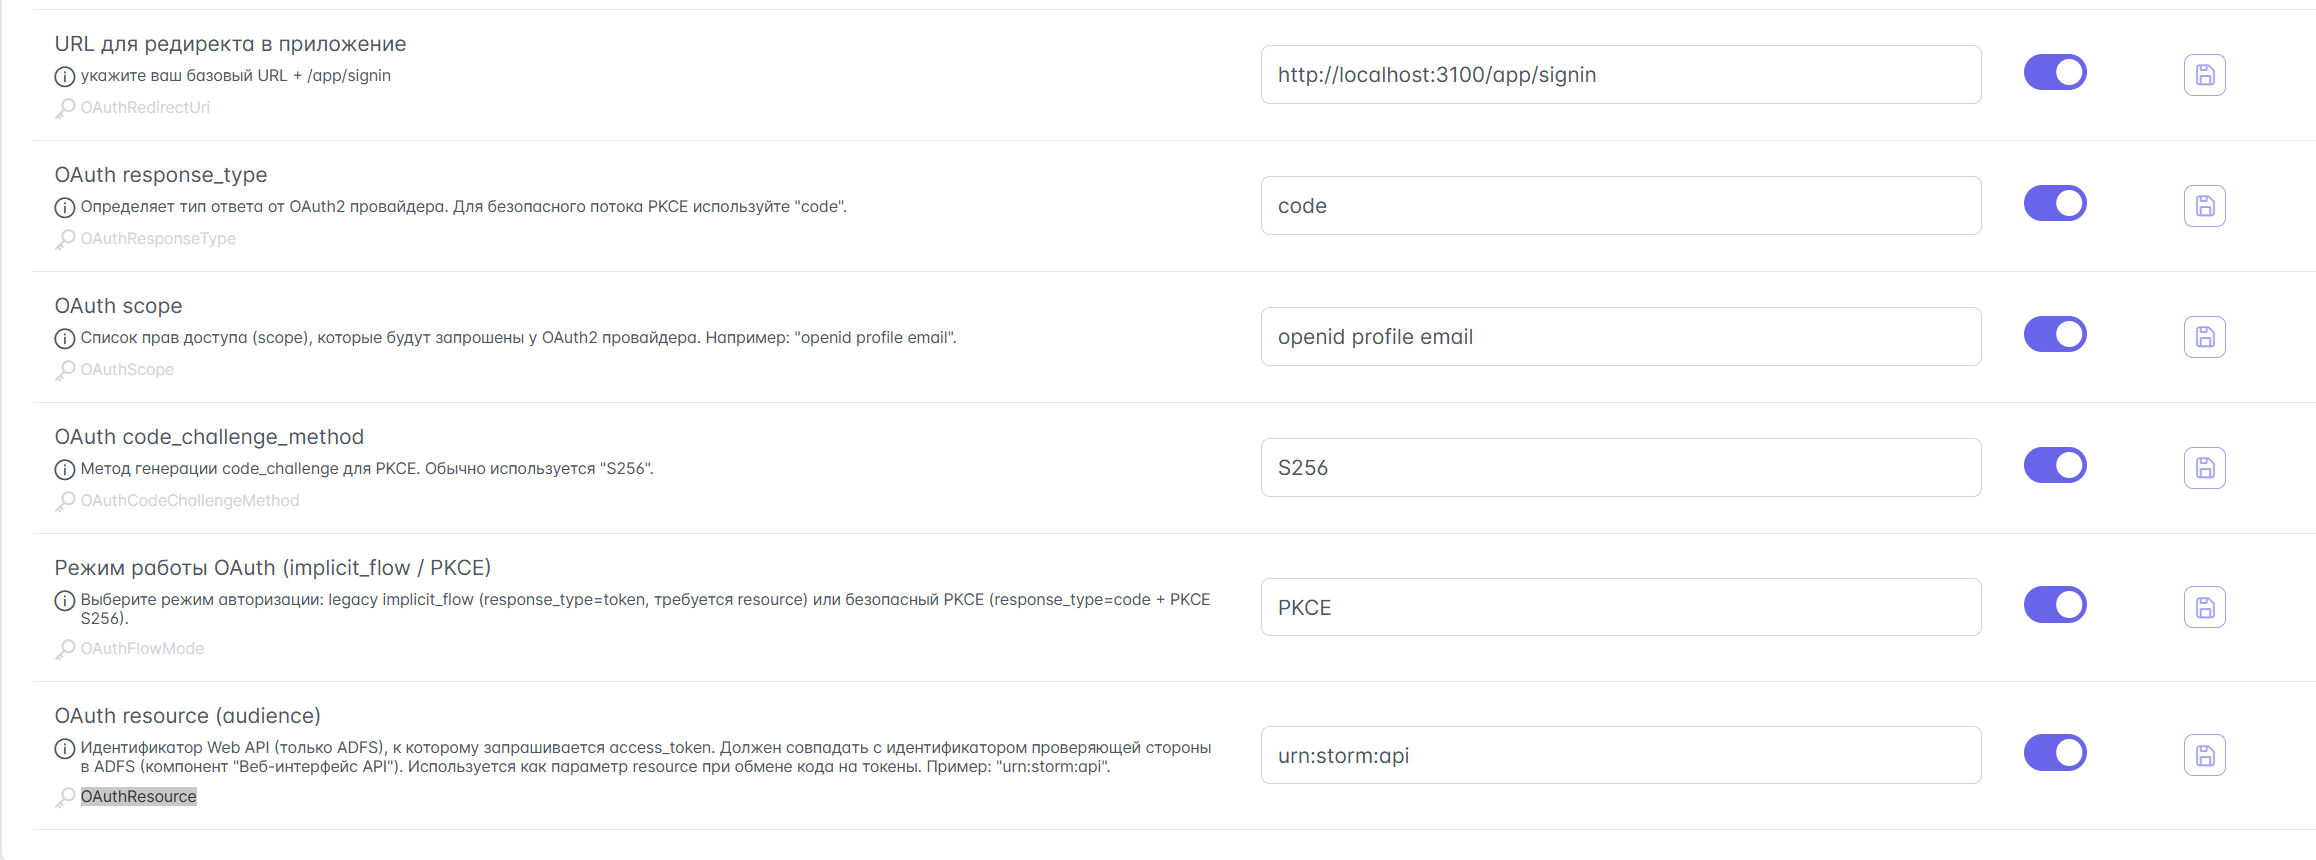 URL для редиректа в приложение
укажите ваш базовый URL + /app/signin
OAuthRedirectUri
http://localhost:3100/app/signin
OAuth response_type
Определяет тип ответа от OAuth2 провайдера. Для безопасного потока PKCE используйте "code".
OAuthResponseType
code
OAuth scope
Список прав доступа (scope), которые будут запрошены у OAuth2 провайдера. Например: "openid profile email".
OAuthScope
openid profile email
OAuth code_challenge_method
Метод генерации code_challenge для PKCE. Обычно используется "S256".
OAuthCodeChallengeMethod
S256
Режим работы OAuth (implicit_flow / PKCE)
Выберите режим авторизации: legacy implicit_flow (response_type=token, требуется resource) или безопасный PKCE (response_type=code + PKCE
S256).
OAuthFlowMode
PKCE
OAuth resource (audience)
Идентификатор Web API (только ADFS), к которому запрашивается access_token. Должен совпадать с идентификатором проверяющей стороны
в ADFS (компонент "Веб-интерфейс API"). Используется как параметр resource при обмене кода на токены. Пример: "urn:storm:api".
OAuthResource
urn:storm:api